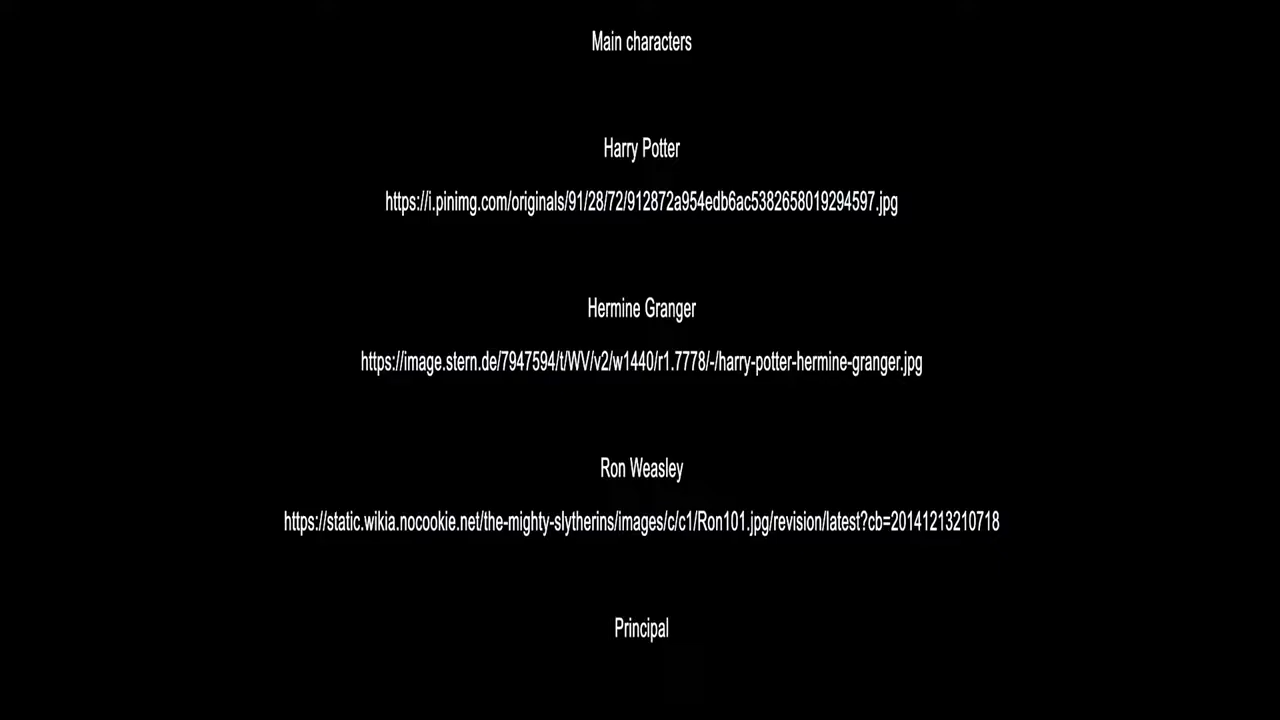 Main characters
Harry Potter
https://i.pinimg.com/originals/91/28/72/912872a954edb6ac5382658019294597.jpg
Hermine Granger
https://image.stern.de/7947594/t/WV/v2/w1440/r1.7778/-/harry-potter-hermine-granger.jpg
Ron Weasley
https://static.wikia.nocookie.net/the-mighty-slytherins/images/c/c1/Ron101.jpg/revision/latest?cb=20141213210718
Principal